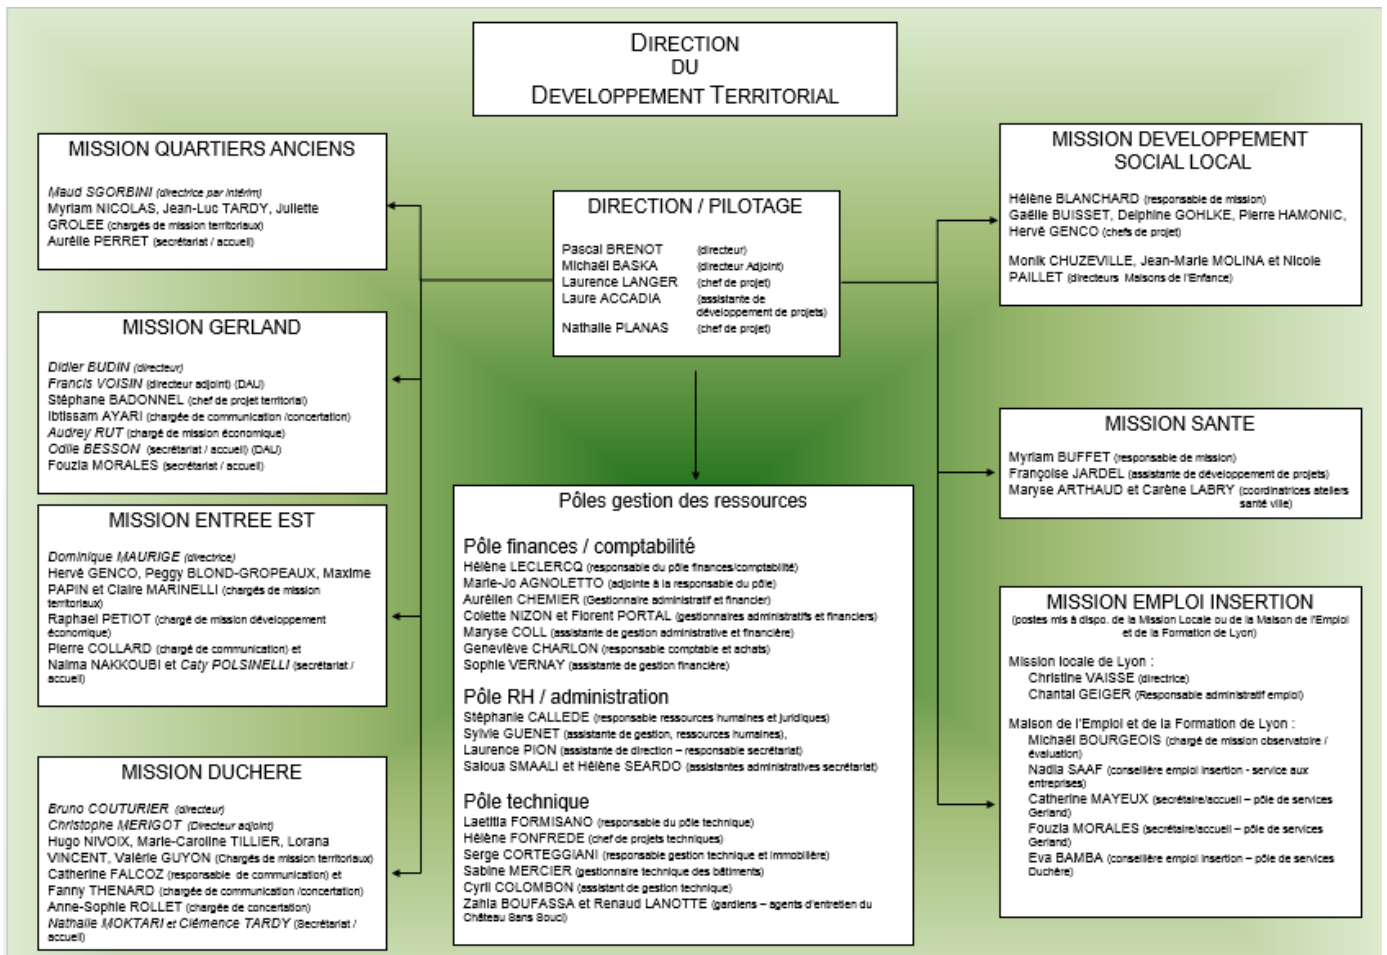 DIRECTION
DU
DEVELOPPEMENT TERRITORIAL
MISSION QUARTIERS ANCIENS
Maud SGORBINI (directrice par intérim)
Myriam NICOLAS, Jean-Luc TARDY, Juliette
GROLEE (chargés de mission territoriaux)
Aurélie PERRET (secrétariat / accueil)
MISSION GERLAND
Didier BUDIN (directeur)
Francis VOISIN (directeur adjoint) (DAU)
Stéphane BADONNEL (chef de projet territorial)
Ibtissam AYARI (chargée de communication /concertation)
Audrey RUT (chargé de mission économique)
Odile BESSON (secrétariat / accueil) (DAU)
Fouzia MORALES (secrétariat / accueil)
MISSION ENTREE EST
Dominique MAURIGE (directrice)
Hervé GENCO, Peggy BLOND-GROPEAUX, Maxime
PAPIN et Claire MARINELLI (chargés de mission
territoriaux)
Raphael PETIOT (chargé de mission développement
économique)
Pierre COLLARD (chargé de communication) et
Naïma NAKKOUBI et Caty POLSINELLI (secrétariat /
accueil)
MISSION DUCHERE
Bruno COUTURIER (directeur)
Christophe MERIGOT (Directeur adjoint)
Hugo NIVOIX, Marie-Caroline TILLIER, Lorana
VINCENT, Valérie GUYON (Chargés de mission territoriaux)
Catherine FALCOZ (responsable de communication) et
Fanny THENARD (chargée de communication /concertation)
Anne-Sophie ROLLET (chargée de concertation)
Nathalie MOKTARI et Clémence TARDY (Secrétariat /
accueil)
DIRECTION / PILOTAGE
Pascal BRENOT (directeur)
Michaël BASKA (directeur Adjoint)
Laurence LANGER (chef de projet)
Laure ACCADIA (assistante de
développement de projets)
Nathalie PLANAS (chef de projet)
Pôles gestion des ressources
Pôle finances / comptabilité
Hélène LECLERCQ (responsable du pôle finances/comptabilité)
Marie-Jo AGNOLETTO (adjointe à la responsable du pôle)
Aurélien CHEMIER (Gestionnaire administratif et financier)
Colette NIZON et Florent PORTAL (gestionnaires administratifs et financiers)
Maryse COLL (assistante de gestion administrative et financière)
Geneviève CHARLON (responsable comptable et achats)
Sophie VERNAY (assistante de gestion financière)
Pôle RH / administration
Stéphanie CALLEDE (responsable ressources humaines et juridiques)
Sylvie GUENET (assistante de gestion, ressources humaines),
Laurence PION (assistante de direction – responsable secrétariat)
Saloua SMAALI et Hélène SEARDO (assistantes administratives secrétariat)
Pôle technique
Laetitia FORMISANO (responsable du pôle technique)
Hélène FONFREDE (chef de projets techniques)
Serge CORTEGGIANI (responsable gestion technique et immobilière)
Sabine MERCIER (gestionnaire technique des bâtiments)
Cyril COLOMBON (assistant de gestion technique)
Zahia BOUFASSA et Renaud LANOTTE (gardiens – agents d'entretien du
Château Sans Souci)
MISSION DEVELOPPEMENT
SOCIAL LOCAL
Hélène BLANCHARD (responsable de mission)
Gaëlle BUISSET, Delphine GOHLKE, Pierre HAMONIC,
Hervé GENCO (chefs de projet)
Monik CHUZEVILLE, Jean-Marie MOLINA et Nicole
PAILLET (directeurs Maisons de l'Enfance)
MISSION SANTE
Myriam BUFFET (responsable de mission)
Françoise JARDEL (assistante de développement de projets)
Maryse ARTHAUD et Carène LABRY (coordinatrices ateliers
santé ville)
MISSION EMPLOI INSERTION
(postes mis à dispo. de la Mission Locale ou de la Maison de l'Emploi
et de la Formation de Lyon)
Mission locale de Lyon :
Christine VAISSE (directrice)
Chantal GEIGER (Responsable administratif emploi)
Maison de l'Emploi et de la Formation de Lyon :
Michaël BOURGEOIS (chargé de mission observatoire /
évaluation)
Nadia SAAF (conseillère emploi insertion - service aux
entreprises)
Catherine MAYEUX (secrétaire/accueil – pôle de services
Gerland)
Fouzia MORALES (secrétaire/accueil – pôle de services
Gerland)
Eva BAMBA (conseillère emploi insertion – pôle de services
Duchère)